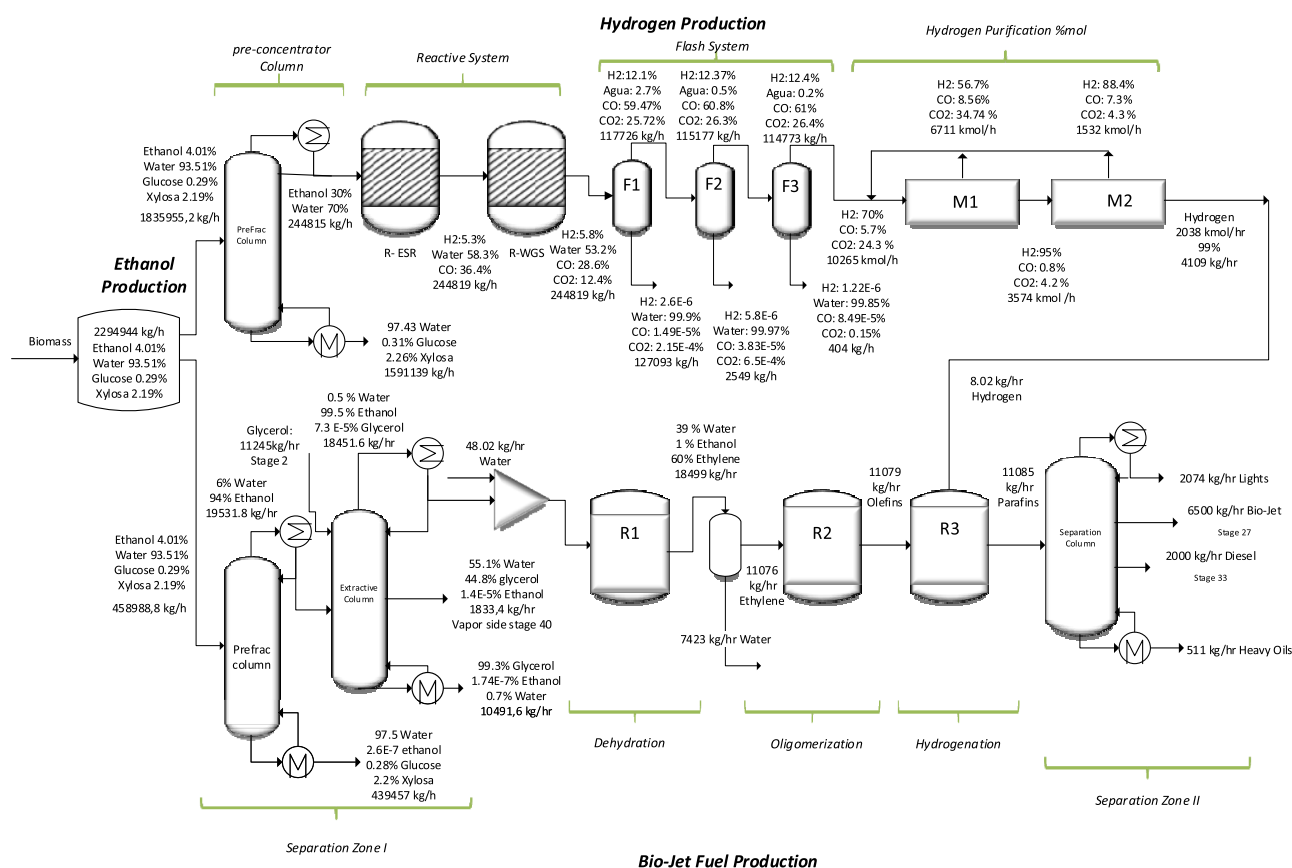 Hydrogen Production
pre-concentrator
Column
Reactive System
Flash System
Hydrogen Purification %mol
H2:12.1%
Agua: 2.7%
CO: 59.47%
CO2: 25.72%
117726 kg/h
H2:12.37%
Agua: 0.5%
CO: 60.8%
CO2: 26.3%
115177 kg/h
H2:12.4%
Agua: 0.2%
CO: 61%
CO2: 26.4%
114773 kg/h
H2: 56.7%
CO: 8.56%
CO2: 34.74 %
6711 kmol/h
H2: 88.4%
CO: 7.3%
CO2: 4.3%
1532 kmol/h
Ethanol 4.01%
Water 93.51%
Glucose 0.29%
Xylosa 2.19%
1835955,2 kg/h
PreFrac
Column
Ethanol 30%
Water 70%
244815 kg/h
R- ESR
H2:5.3%
Water 58.3%
CO: 36.4%
244819 kg/h
R-WGS
H2:5.8%
Water 53.2%
CO: 28.6%
CO2: 12.4%
244819 kg/h
F1
F2
F3
H2: 70%
CO: 5.7%
CO2: 24.3 %
10265 kmol/h
M1
M2
H2:95%
CO: 0.8%
CO2: 4.2%
3574 kmol /h
Hydrogen
2038 kmol/hr
99%
4109 kg/hr
H2: 2.6E-6
Water: 99.9%
CO: 1.49E-5%
CO2: 2.15E-4%
127093 kg/h
H2: 5.8E-6
Water: 99.97%
CO: 3.83E-5%
CO2: 6.5E-4%
2549 kg/h
H2: 1.22E-6
Water: 99.85%
CO: 8.49E-5%
CO2: 0.15%
404 kg/h
M
97.43 Water
0.31% Glucose
2.26% Xylosa
1591139 kg/h
Ethanol
Production
Biomass
2294944 kg/h
Ethanol 4.01%
Water 93.51%
Glucose 0.29%
Xylosa 2.19%
0.5 % Water
99.5% Ethanol
7.3 E-5% Glycerol
18451.6 kg/hr
Glycerol:
11245kg/hr
Stage 2
6% Water
94% Ethanol
19531.8 kg/hr
48.02 kg/hr
Water
39 % Water
1 % Ethanol
60% Ethylene
18499 kg/hr
8.02 kg/hr
Hydrogen
Ethanol 4.01%
Water 93.51%
Glucose 0.29%
Xylosa 2.19%
458988,8 kg/h
Prefrac
column
Extractive
Column
55.1% Water
44.8% glycerol
1.4E-5% Ethanol
1833,4 kg/hr
Vapor side stage 40
M
99.3% Glycerol
1.74E-7% Ethanol
0.7% Water
10491,6 kg/hr
R1
11076
kg/hr
Ethylene
7423 kg/hr Water
R2
11079
kg/hr
Olefins
R3
11085
kg/hr
Parafins
Separation
Column
2074 kg/hr Lights
6500 kg/hr Bio-Jet
Stage 27
2000 kg/hr Diesel
Stage 33
M
511 kg/hr Heavy Oils
M
97.5 Water
2.6E-7 ethanol
0.28% Glucose
2.2% Xylosa
439457 kg/h
Dehydration
Oligomerization
Hydrogenation
Separation Zone II
Separation Zone I
Bio-Jet Fuel Production